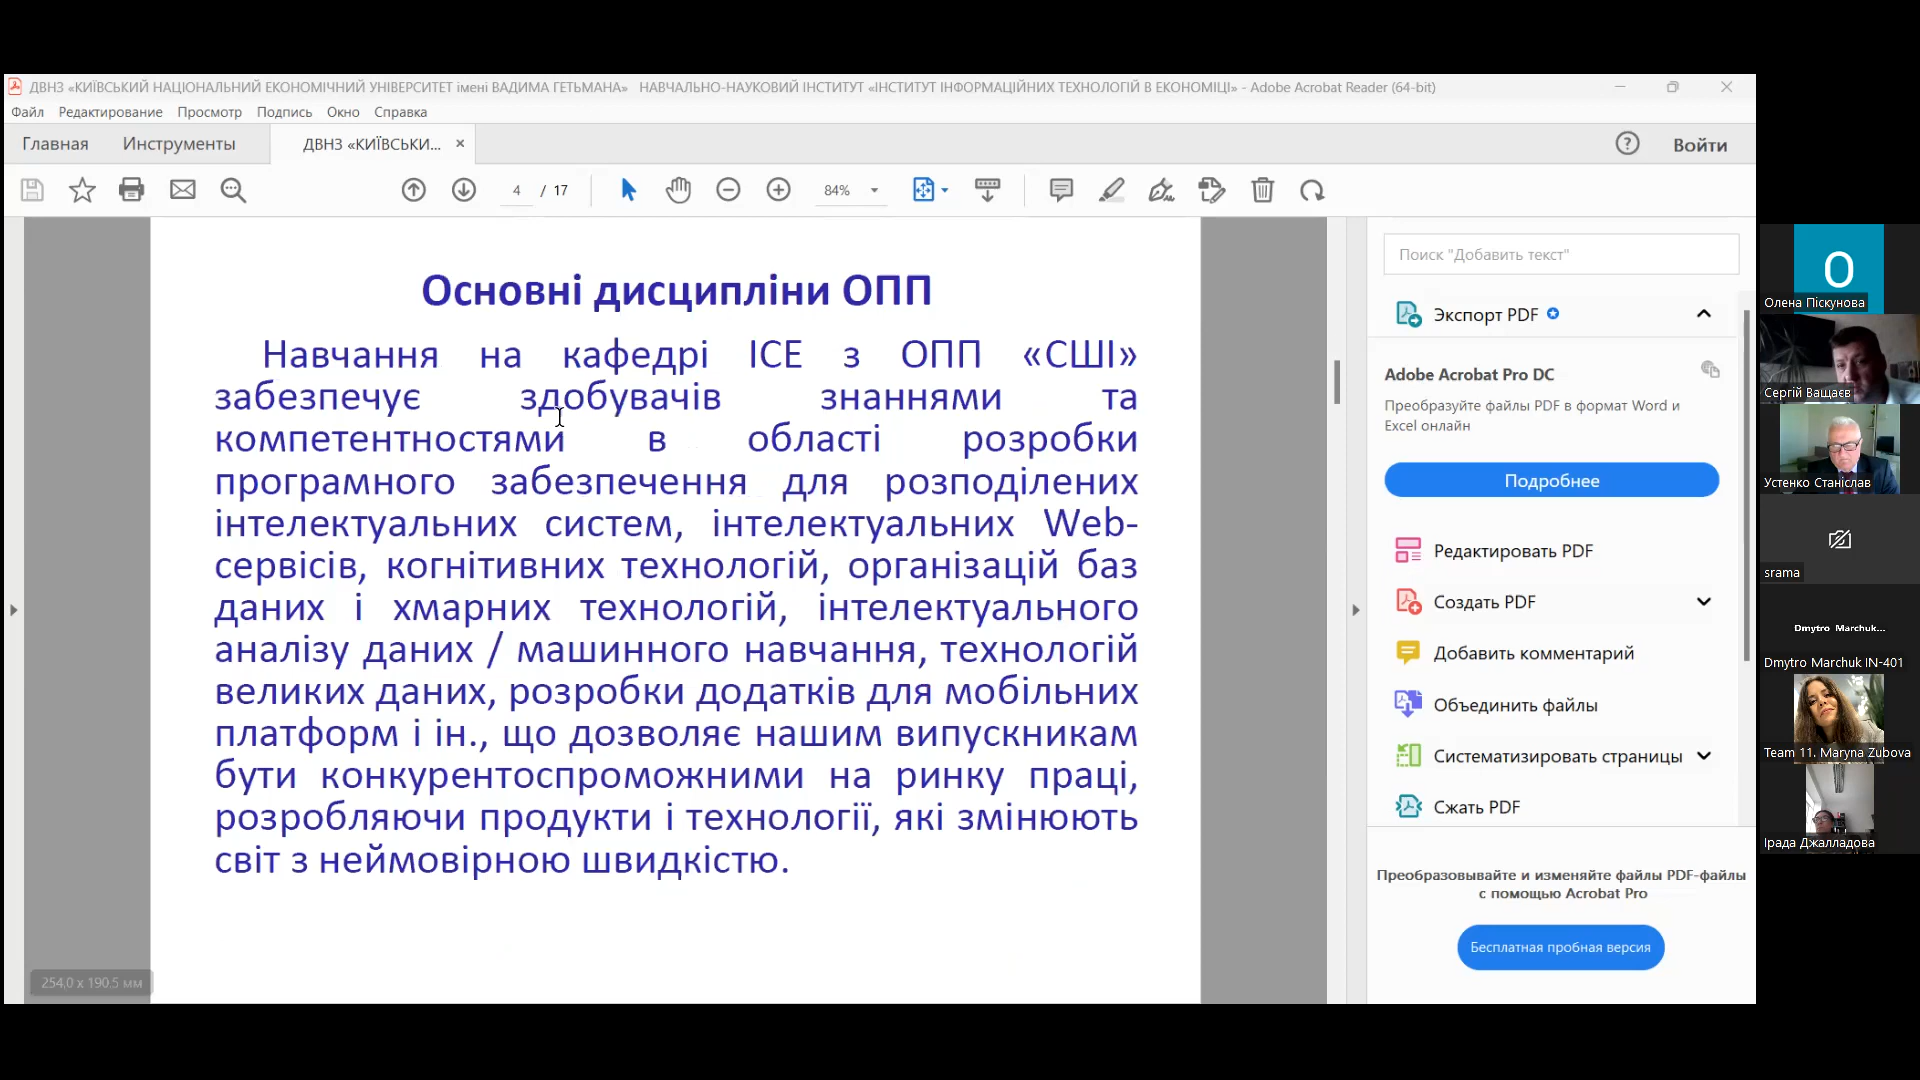 ДВНЗ «КИЇВСЬКИЙ НАЦІОНАЛЬНИЙ ЕКОНОМІЧНИЙ УНІВЕРСИТЕТ імені ВАДИМА ГЕТЬМАНА» НАВЧАЛЬНО-НАУКОВИЙ ІНСТИТУТ «ІНСТИТУТ ІНФОРМАЦІЙНИХ ТЕХНОЛОГІЙ В ЕКОНОМІЦІ» - Adobe Acrobat Reader (64-bit)
Файл Редактирование Просмотр Подпись Окно Справка
Главная Инструменты ДВНЗ «КИЇВСЬКИ... Войти
4 / 17 84%
Основні дисципліни ОПП
Навчання на кафедрі ІСЕ з ОПП «СШІ»
забезпечує здобувачів знаннями та
компетентностями в області розробки
програмного забезпечення для розподілених
інтелектуальних систем, інтелектуальних Web-
сервісів, когнітивних технологій, організацій баз
даних і хмарних технологій, інтелектуального
аналізу даних / машинного навчання, технологій
великих даних, розробки додатків для мобільних
платформ і ін., що дозволяє нашим випускникам
бути конкурентоспроможними на ринку праці,
розробляючи продукти і технології, які змінюють
світ з неймовірною швидкістю.
254,0 x 190,5 мм
Поиск "Добавить текст"
Экспорт PDF
Adobe Acrobat Pro DC
Преобразуйте файлы PDF в формат Word и
Excel онлайн
Подробнее
Редактировать PDF
Создать PDF
Добавить комментарий
Объединить файлы
Систематизировать страницы
Сжать PDF
Преобразовывайте и изменяйте файлы PDF-файлы
с помощью Acrobat Pro
Бесплатная пробная версия
О
Олена Піскунова
Сергій Ващаєв
Устенко Станіслав
srama
Dmytro Marchuk...
Dmytro Marchuk IN-401
Team 11. Maryna Zubova
Ірада Джалладова